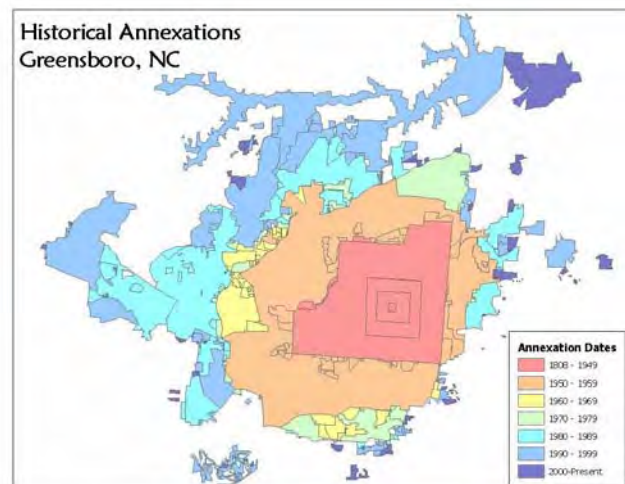 Historical Annexations
Greensboro, NC
Annexation Dates
1808 - 1949
1950 - 1959
1960 - 1969
1970 - 1979
1980 - 1989
1990 - 1999
2000-Present